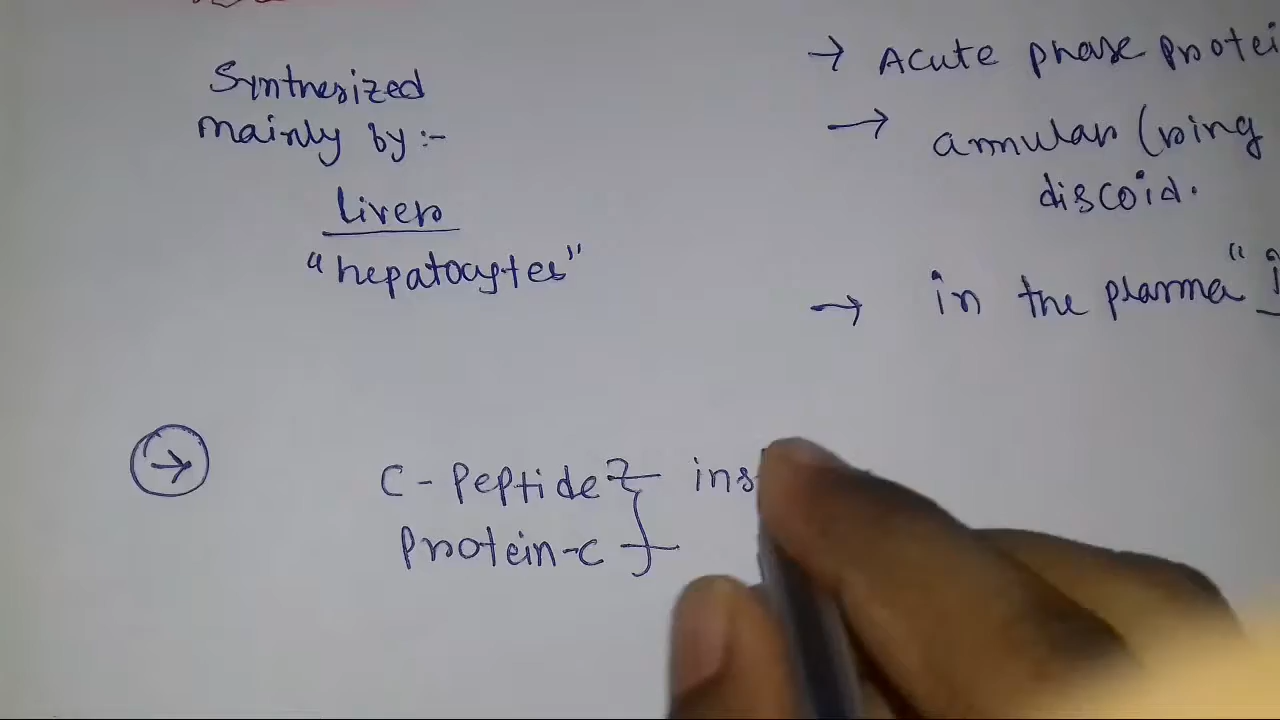 Synthesized
mainly by:-
Liver
"hepatocytes"
→ Acute phase protei
→ annular (ring
discoid.
→ in the plasma "
→ C-Peptide - ins
Protein-C -